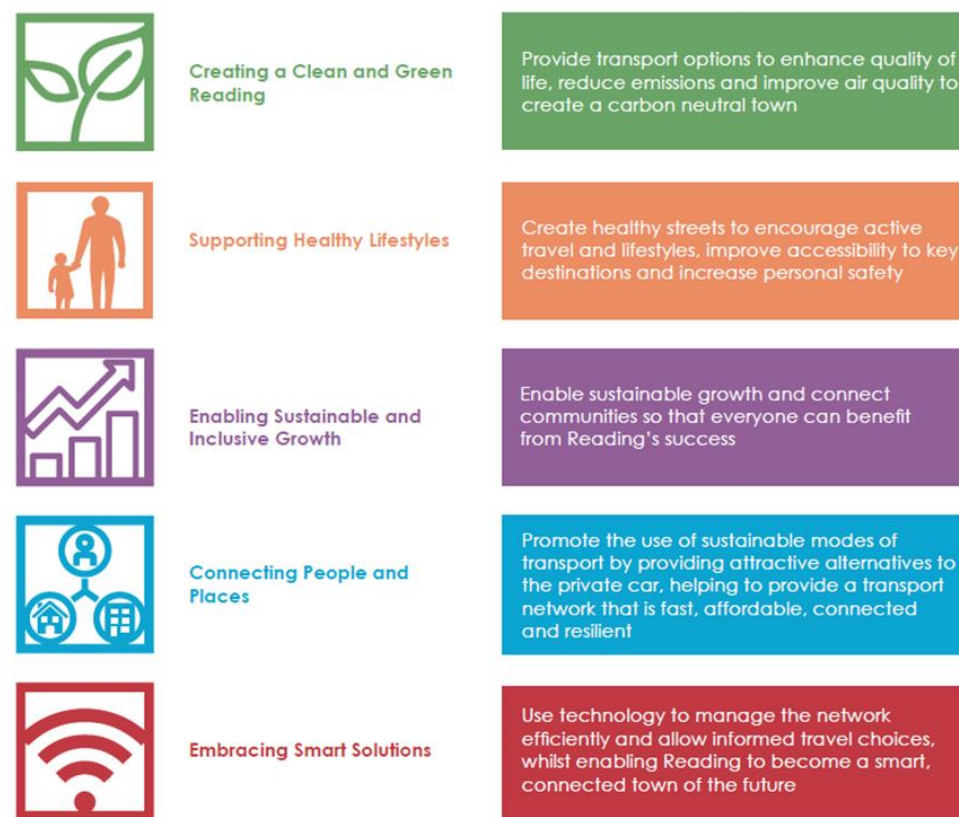 Creating a Clean and Green
Reading
Provide transport options to enhance quality of
life, reduce emissions and improve air quality to
create a carbon neutral town
Supporting Healthy Lifestyles
Create healthy streets to encourage active
travel and lifestyles, improve accessibility to key
destinations and increase personal safety
Enabling Sustainable and
Inclusive Growth
Enable sustainable growth and connect
communities so that everyone can benefit
from Reading's success
Connecting People and
Places
Promote the use of sustainable modes of
transport by providing attractive alternatives to
the private car, helping to provide a transport
network that is fast, affordable, connected
and resilient
Embracing Smart Solutions
Use technology to manage the network
efficiently and allow informed travel choices,
whilst enabling Reading to become a smart,
connected town of the future